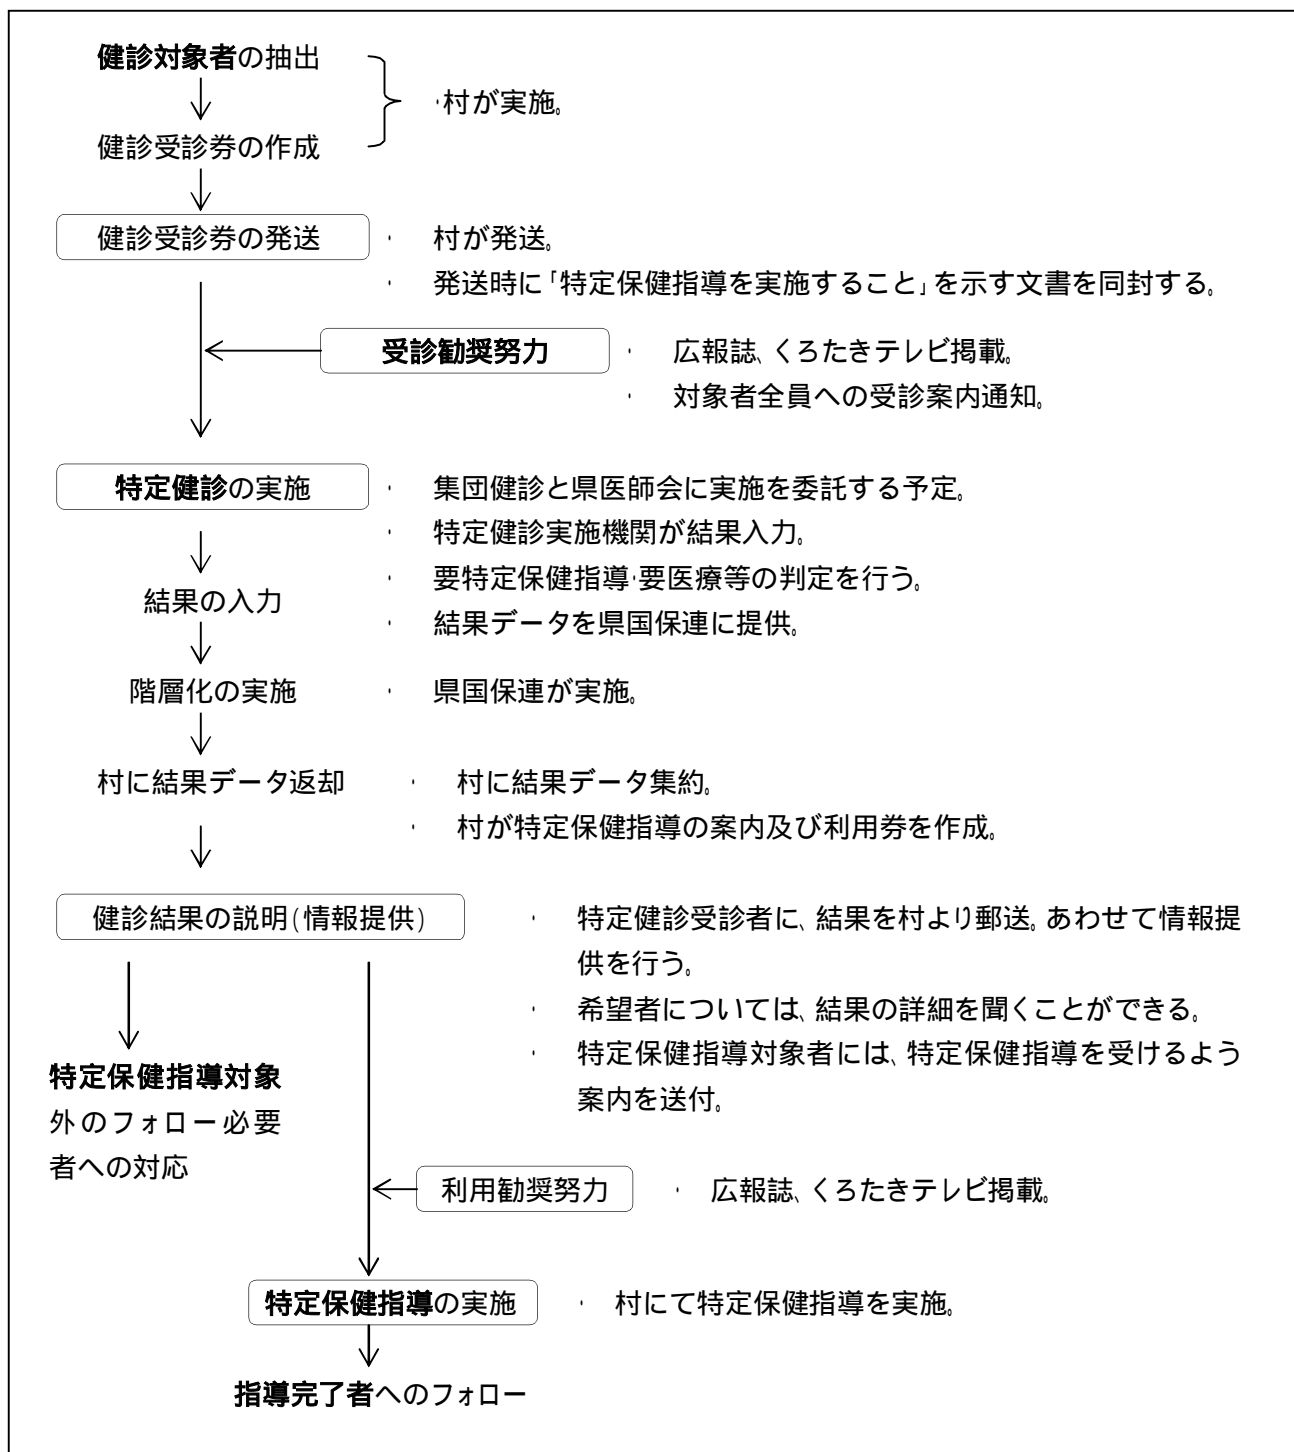 健診対象者の抽出
・村が実施。
健診受診券の作成
健診受診券の発送
・ 村が発送。
・ 発送時に「特定保健指導を実施すること」を示す文書を同封する。
受診勧奨努力
・ 広報誌、くろたきテレビ掲載。
・ 対象者全員への受診案内通知。
特定健診の実施
・ 集団健診と県医師会に実施を委託する予定。
・ 特定健診実施機関が結果入力。
・ 要特定保健指導・要医療等の判定を行う。
結果の入力
・ 結果データを県国保連に提供。
階層化の実施
・ 県国保連が実施。
村に結果データ返却
・ 村に結果データ集約。
・ 村が特定保健指導の案内及び利用券を作成。
健診結果の説明(情報提供)
・ 特定健診受診者に、結果を村より郵送。あわせて情報提
供を行う。
・ 希望者については、結果の詳細を聞くことができる。
・ 特定保健指導対象者には、特定保健指導を受けるよう
案内を送付。
特定保健指導対象
外のフォロー必要
者への対応
利用勧奨努力
・ 広報誌、くろたきテレビ掲載。
特定保健指導の実施
・ 村にて特定保健指導を実施。
指導完了者へのフォロー